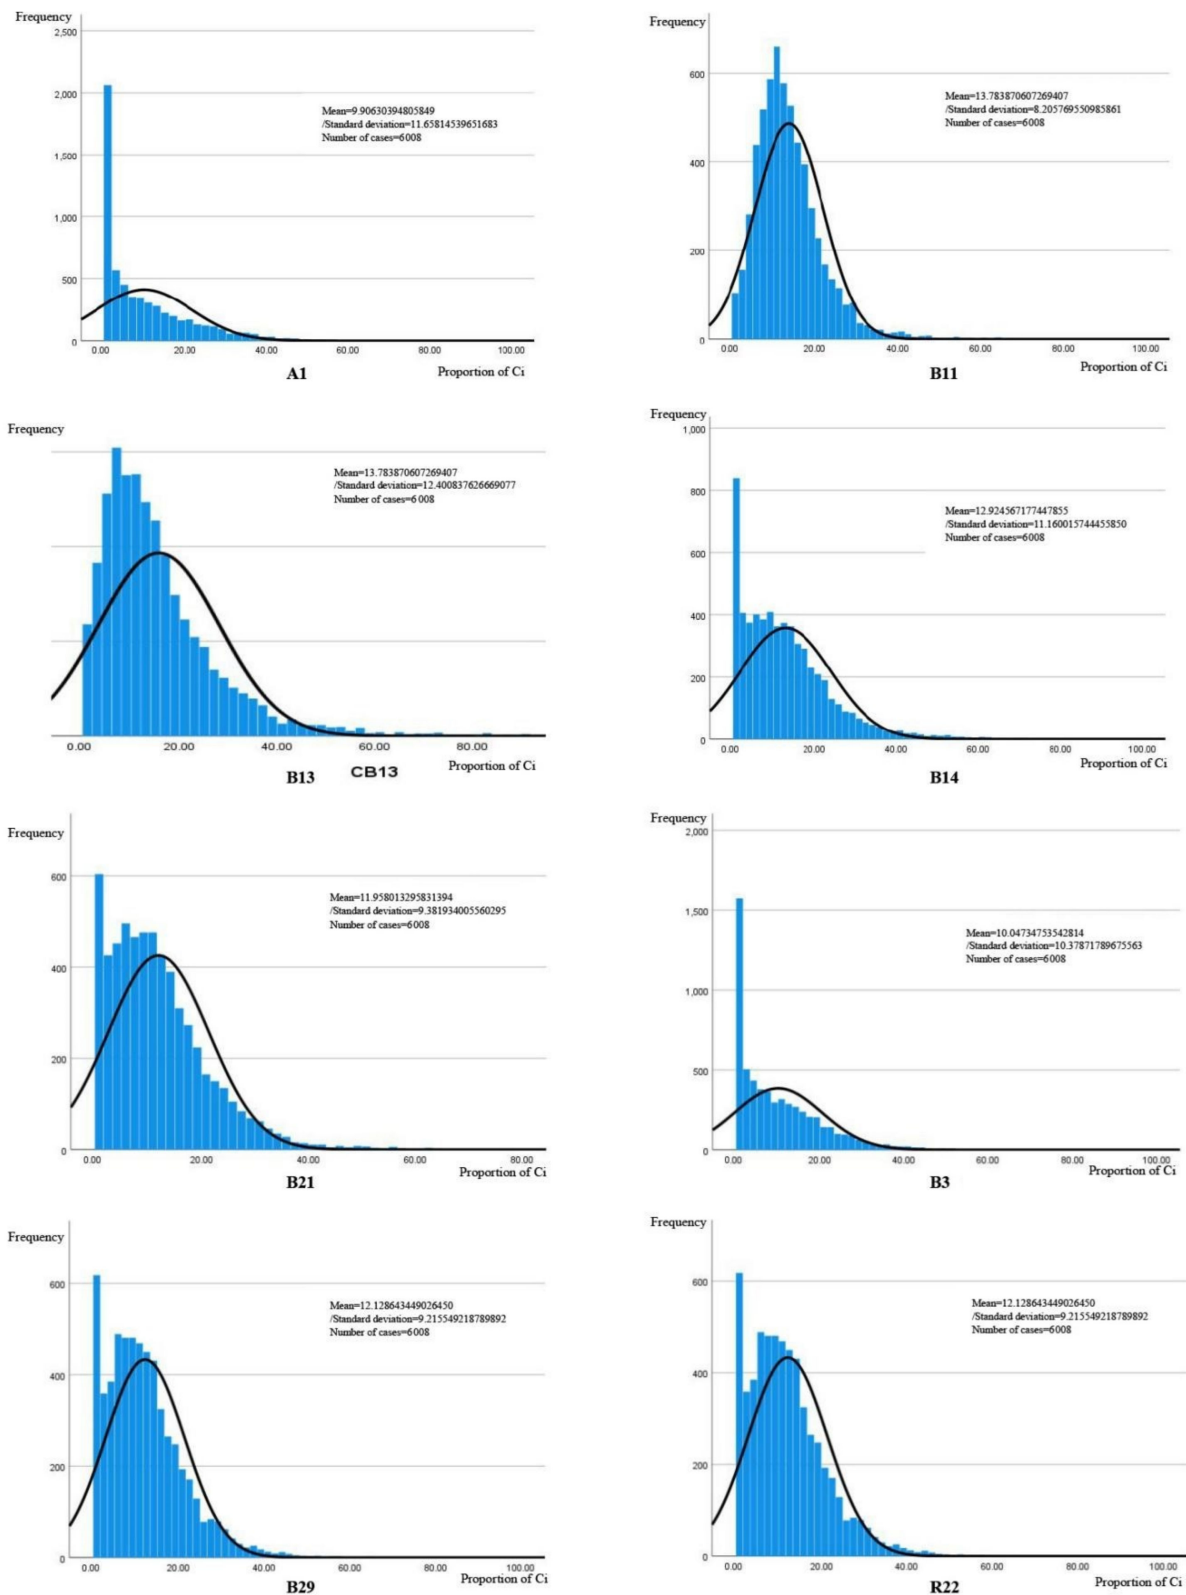 Frequency
2,500
2,000
1,500
1,000
500
0
Mean=9.90630394805849
/Standard deviation=11.65814539651683
Number of cases=6008
0.00 20.00 40.00 60.00 80.00 100.00
Proportion of Ci
A1
Frequency
600
400
200
0
Mean=13.783870607269407
/Standard deviation=8.205769550985861
Number of cases=6008
0.00 20.00 40.00 60.00 80.00 100.00
Proportion of Ci
B11
Frequency
Mean=13.783870607269407
/Standard deviation=12.400837626669077
Number of cases=6008
0.00 20.00 40.00 60.00 80.00
Proportion of Ci
B13 CB13
Frequency
1,000
800
600
400
200
0
Mean=12.924567177447855
/Standard deviation=11.160015744455850
Number of cases=6008
0.00 20.00 40.00 60.00 80.00 100.00
Proportion of Ci
B14
Frequency
600
400
200
0
Mean=11.958013295831394
/Standard deviation=9.381934005560295
Number of cases=6008
0.00 20.00 40.00 60.00 80.00
Proportion of Ci
B21
Frequency
2,000
1,500
1,000
500
0
Mean=10.04734753542814
/Standard deviation=10.37871789675563
Number of cases=6008
0.00 20.00 40.00 60.00 80.00 100.00
Proportion of Ci
B3
Frequency
600
400
200
0
Mean=12.128643449026450
/Standard deviation=9.215549218789892
Number of cases=6008
0.00 20.00 40.00 60.00 80.00 100.00
Proportion of Ci
B29
Frequency
600
400
200
0
Mean=12.128643449026450
/Standard deviation=9.215549218789892
Number of cases=6008
0.00 20.00 40.00 60.00 80.00 100.00
Proportion of Ci
R22